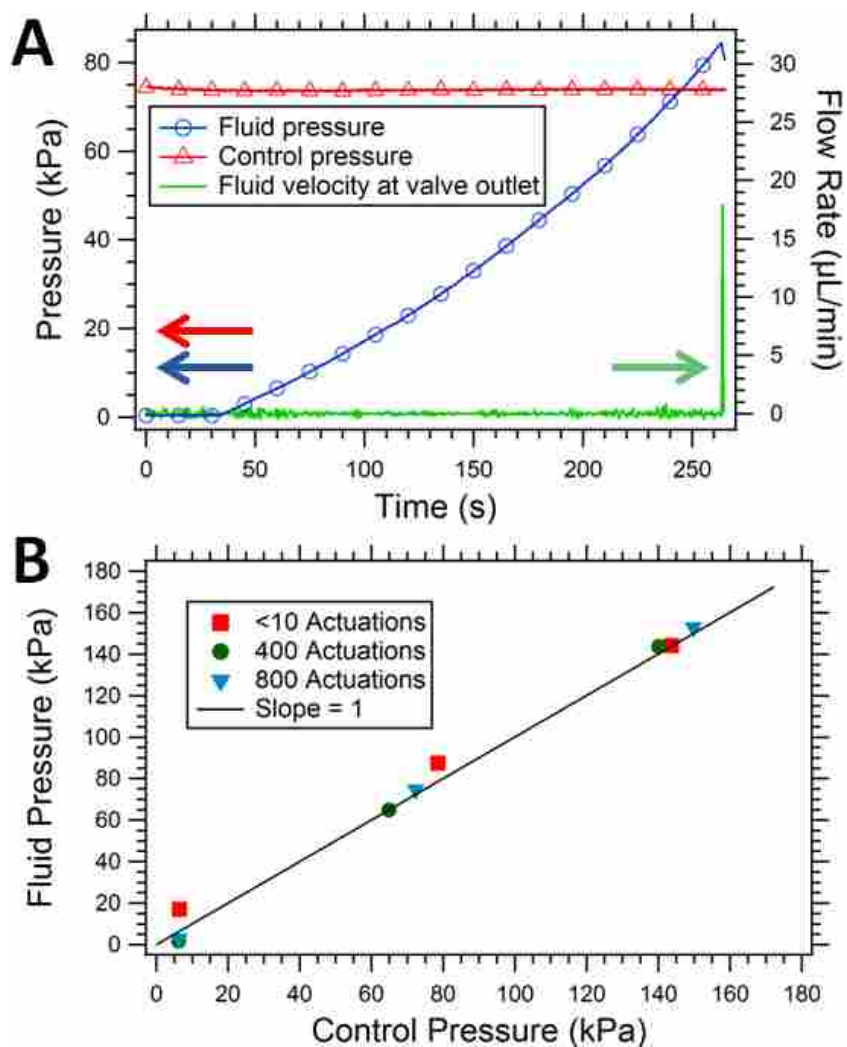 A
Pressure (kPa)
80
60
40
20
0
Fluid pressure
Control pressure
Fluid velocity at valve outlet
30
25
20
15
10
5
0
Flow Rate (µL/min)
0 50 100 150 200 250
Time (s)
B
Fluid Pressure (kPa)
180
160
140
120
100
80
60
40
20
0
<10 Actuations
400 Actuations
800 Actuations
Slope = 1
0 20 40 60 80 100 120 140 160 180
Control Pressure (kPa)